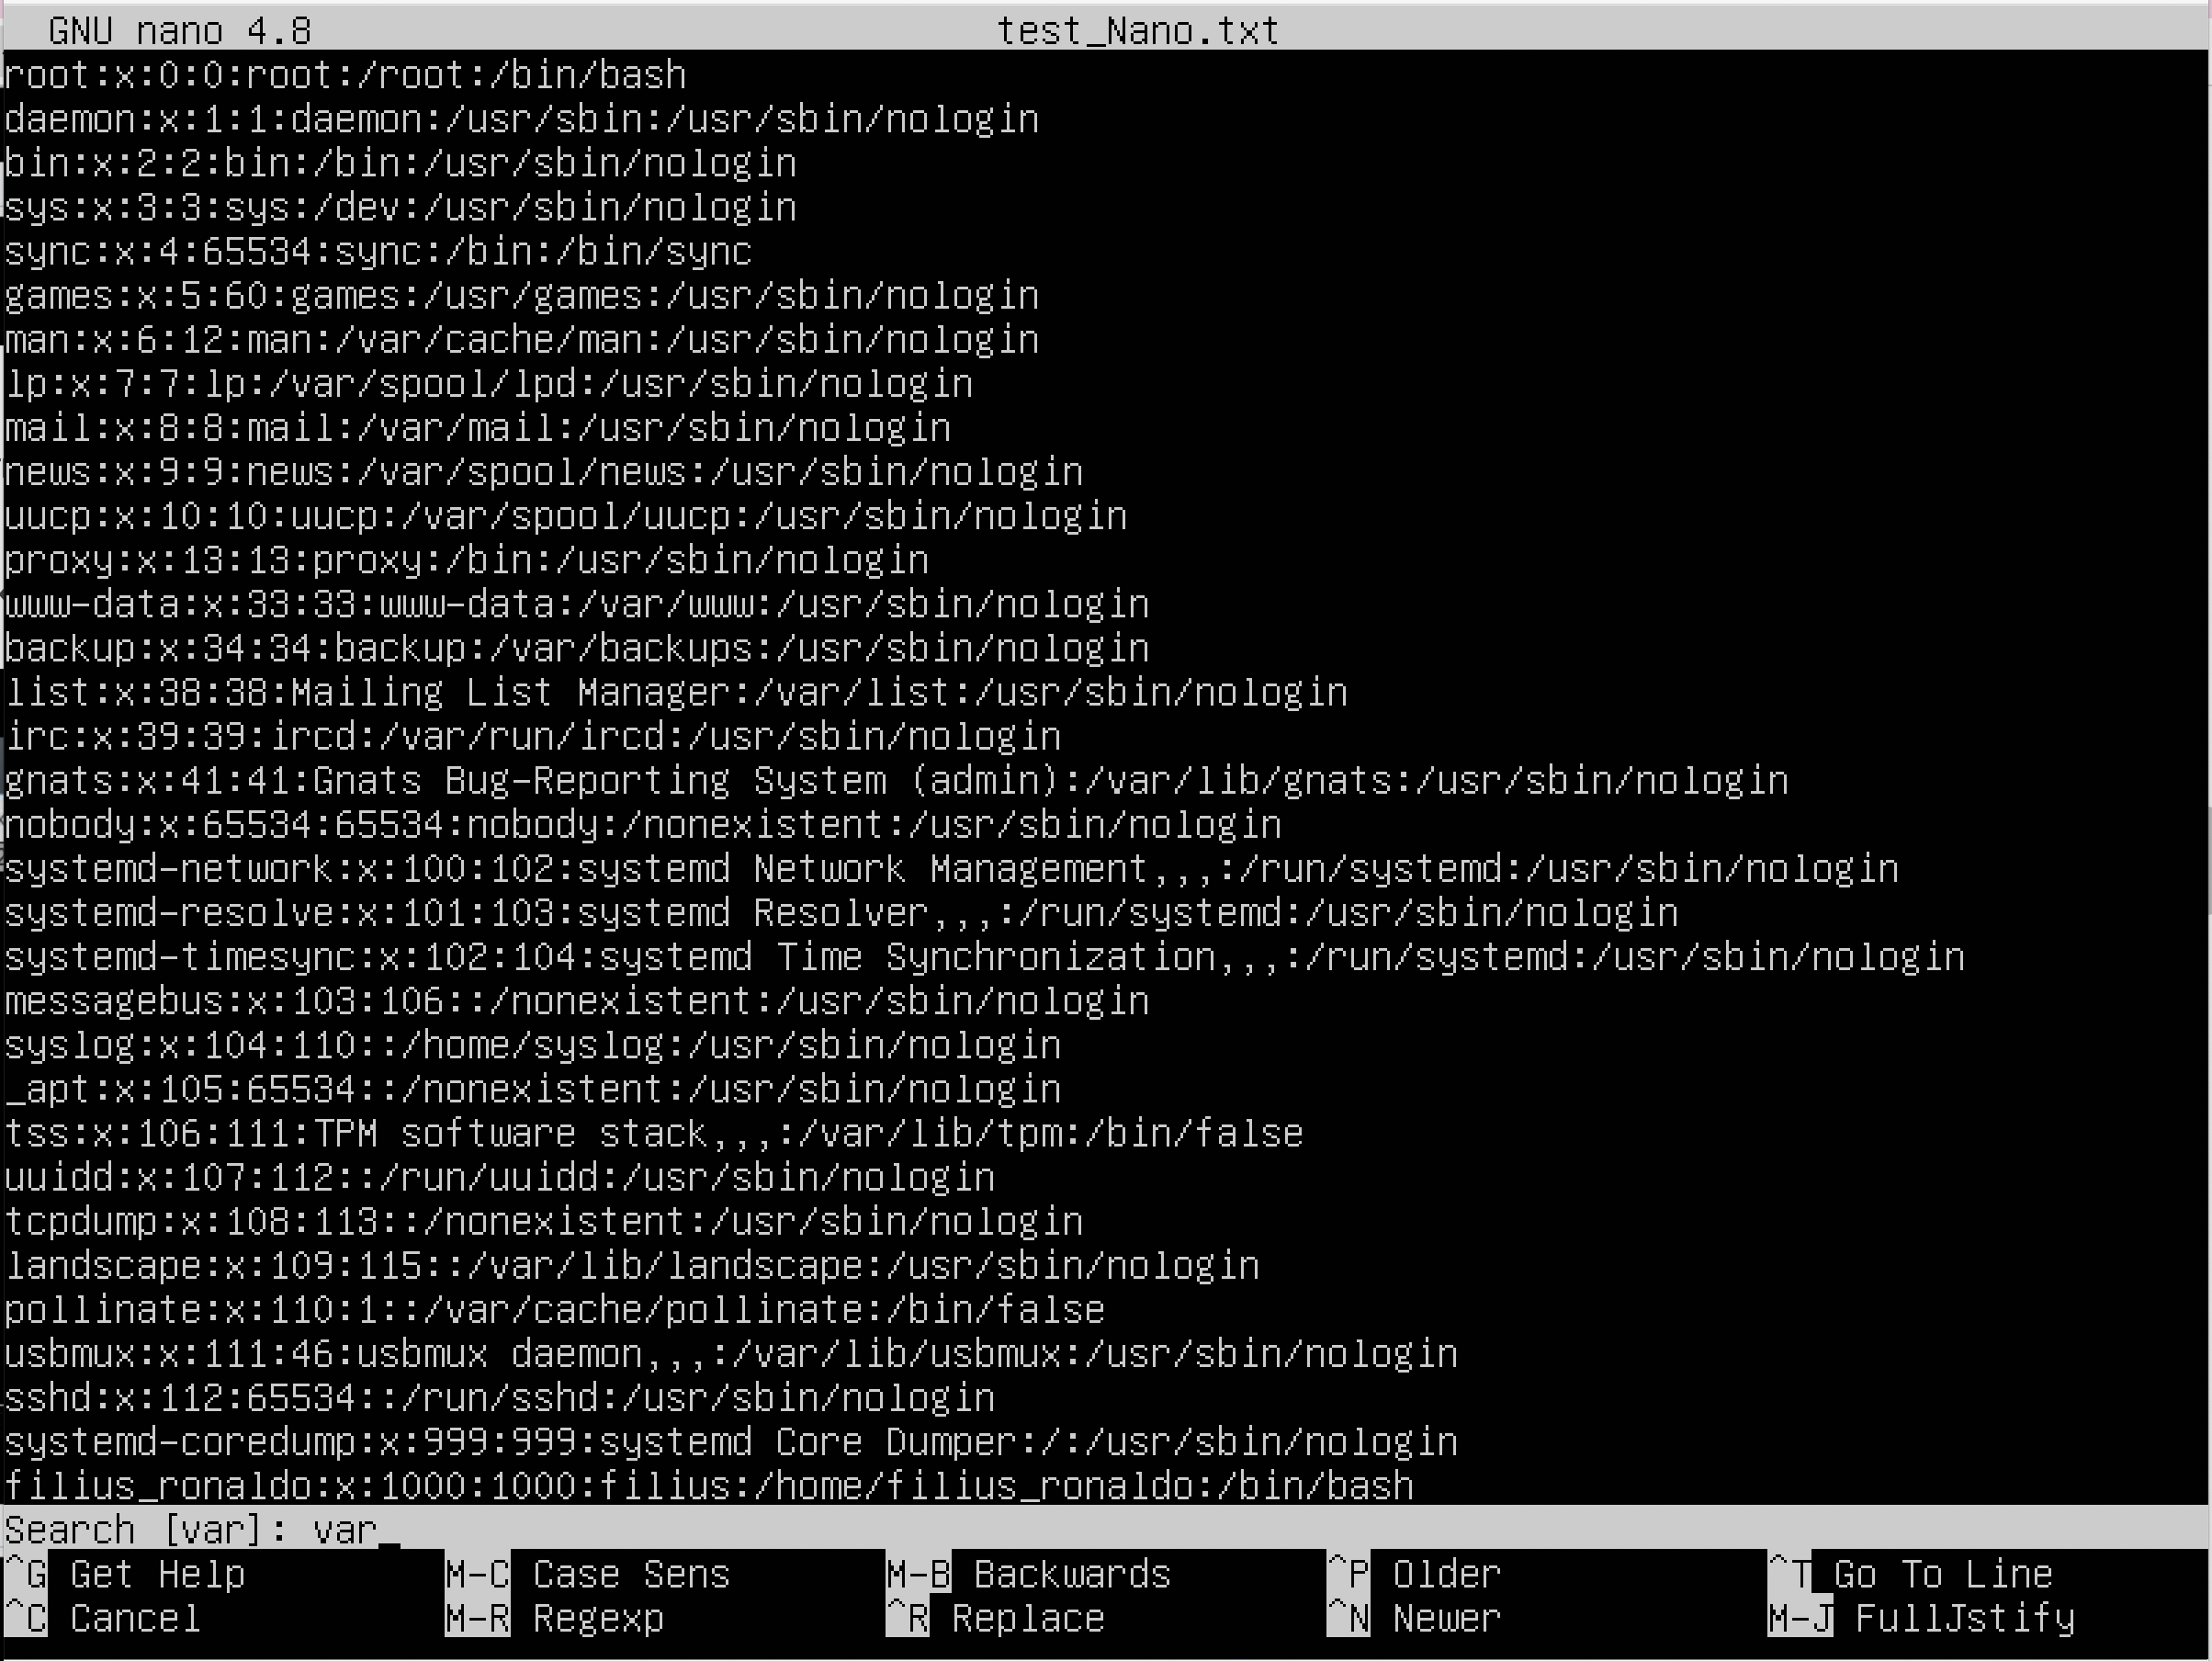 GNU nano 4.8 test_Nano.txt
root:x:0:0:root:/root:/bin/bash
daemon:x:1:1:daemon:/usr/sbin:/usr/sbin/nologin
bin:x:2:2:bin:/bin:/usr/sbin/nologin
sys:x:3:3:sys:/dev:/usr/sbin/nologin
sync:x:4:65534:sync:/bin:/bin/sync
games:x:5:60:games:/usr/games:/usr/sbin/nologin
man:x:6:12:man:/var/cache/man:/usr/sbin/nologin
lp:x:7:7:lp:/var/spool/lpd:/usr/sbin/nologin
mail:x:8:8:mail:/var/mail:/usr/sbin/nologin
news:x:9:9:news:/var/spool/news:/usr/sbin/nologin
uucp:x:10:10:uucp:/var/spool/uucp:/usr/sbin/nologin
proxy:x:13:13:proxy:/bin:/usr/sbin/nologin
www-data:x:33:33:www-data:/var/www:/usr/sbin/nologin
backup:x:34:34:backup:/var/backups:/usr/sbin/nologin
list:x:38:38:Mailing List Manager:/var/list:/usr/sbin/nologin
irc:x:39:39:ircd:/var/run/ircd:/usr/sbin/nologin
gnats:x:41:41:Gnats Bug-Reporting System (admin):/var/lib/gnats:/usr/sbin/nologin
nobody:x:65534:65534:nobody:/nonexistent:/usr/sbin/nologin
systemd-network:x:100:102:systemd Network Management,,,:/run/systemd:/usr/sbin/nologin
systemd-resolve:x:101:103:systemd Resolver,,,:/run/systemd:/usr/sbin/nologin
systemd-timesync:x:102:104:systemd Time Synchronization,,,:/run/systemd:/usr/sbin/nologin
messagebus:x:103:106::/nonexistent:/usr/sbin/nologin
syslog:x:104:110::/home/syslog:/usr/sbin/nologin
_apt:x:105:65534::/nonexistent:/usr/sbin/nologin
tss:x:106:111:TPM software stack,,,:/var/lib/tpm:/bin/false
uuidd:x:107:112::/run/uuidd:/usr/sbin/nologin
tcpdump:x:108:113::/nonexistent:/usr/sbin/nologin
landscape:x:109:115::/var/lib/landscape:/usr/sbin/nologin
pollinate:x:110:1::/var/cache/pollinate:/bin/false
usbmux:x:111:46:usbmux daemon,,,:/var/lib/usbmux:/usr/sbin/nologin
sshd:x:112:65534::/run/sshd:/usr/sbin/nologin
systemd-coredump:x:999:999:systemd Core Dumper:/:/usr/sbin/nologin
filius_ronaldo:x:1000:1000:filius:/home/filius_ronaldo:/bin/bash
Search [var]: var_
^G Get Help M-C Case Sens M-B Backwards ^P Older ^T Go To Line
^C Cancel M-R Regexp ^R Replace ^N Newer M-J FullJstify